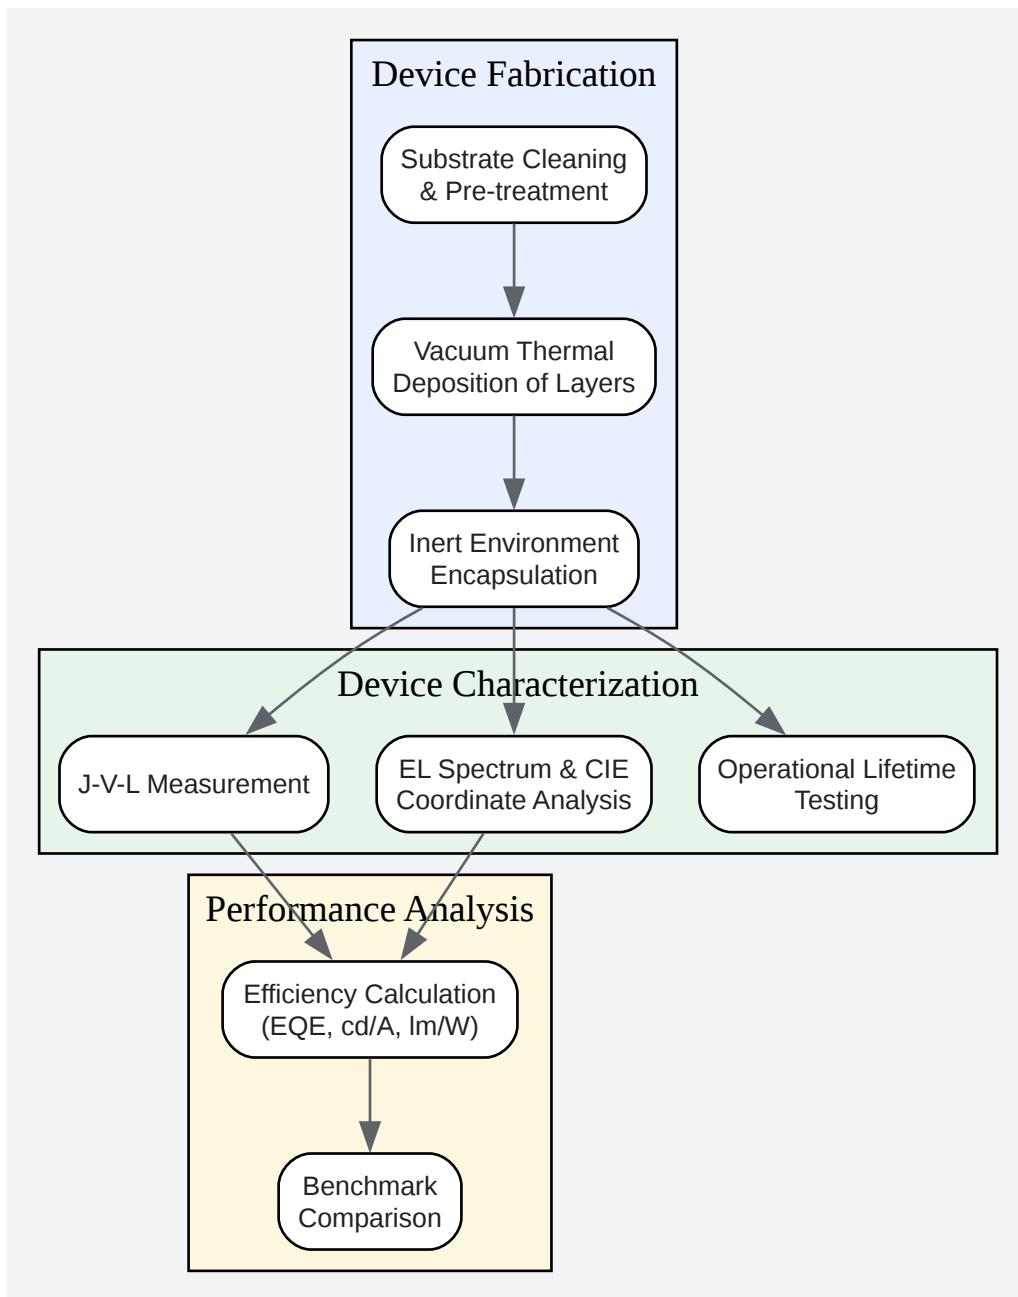 Device Fabrication
Substrate Cleaning
& Pre-treatment
Vacuum Thermal
Deposition of Layers
Inert Environment
Encapsulation
Device Characterization
J-V-L Measurement
EL Spectrum & CIE
Coordinate Analysis
Operational Lifetime
Testing
Performance Analysis
Efficiency Calculation
(EQE, cd/A, lm/W)
Benchmark
Comparison